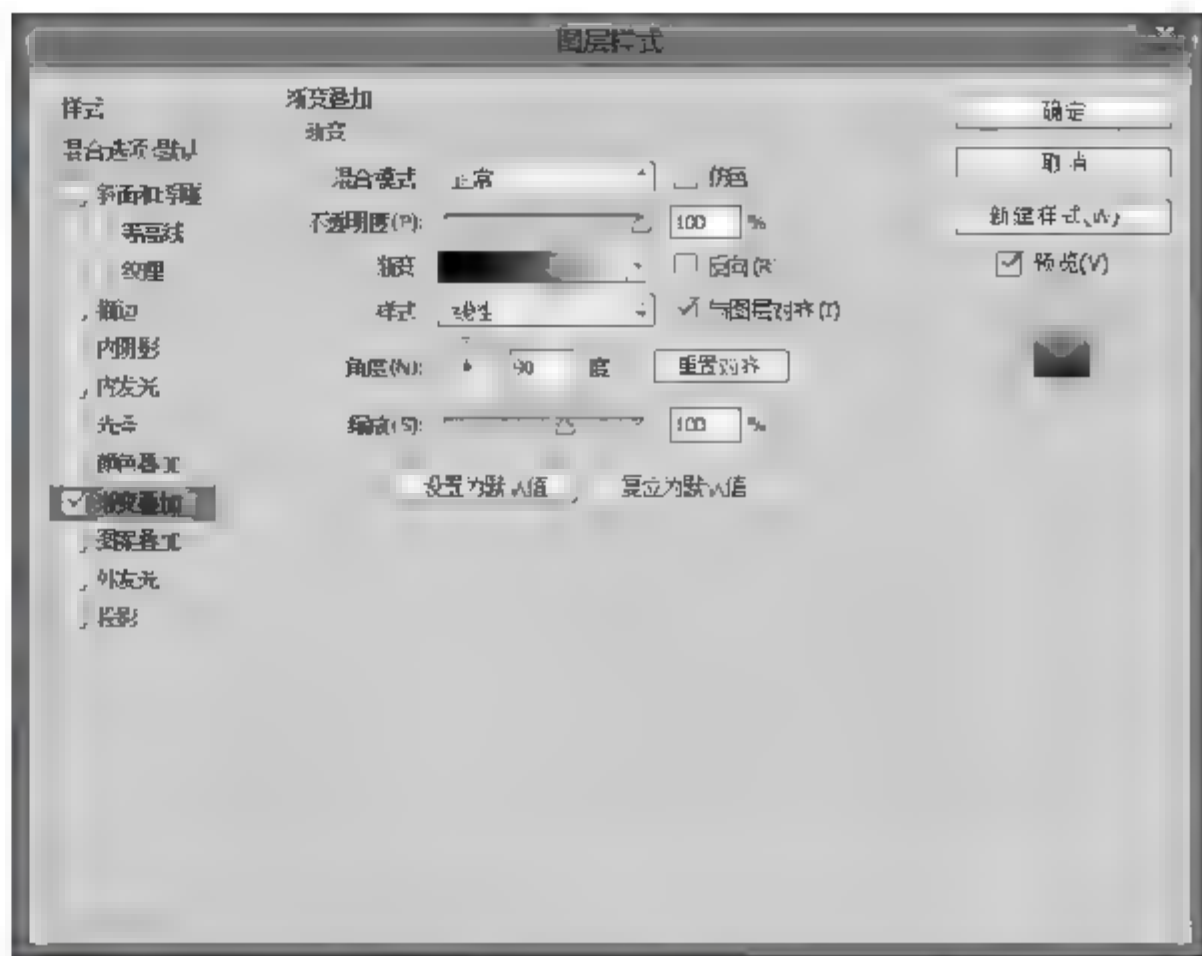 图层样式
样式
混合选项:默认
斜面和浮雕
等高线
纹理
描边
内阴影
内发光
光泽
颜色叠加
渐变叠加
图案叠加
外发光
投影
渐变叠加
渐变
混合模式 正常 仿色
不透明度(P): 100 %
渐变 反向(R)
样式 线性 与图层对齐(I)
角度(N): 90 度 重置对齐
缩放(S): 100 %
设置为默认值 复位为默认值
确定
取消
新建样式(W)
预览(V)